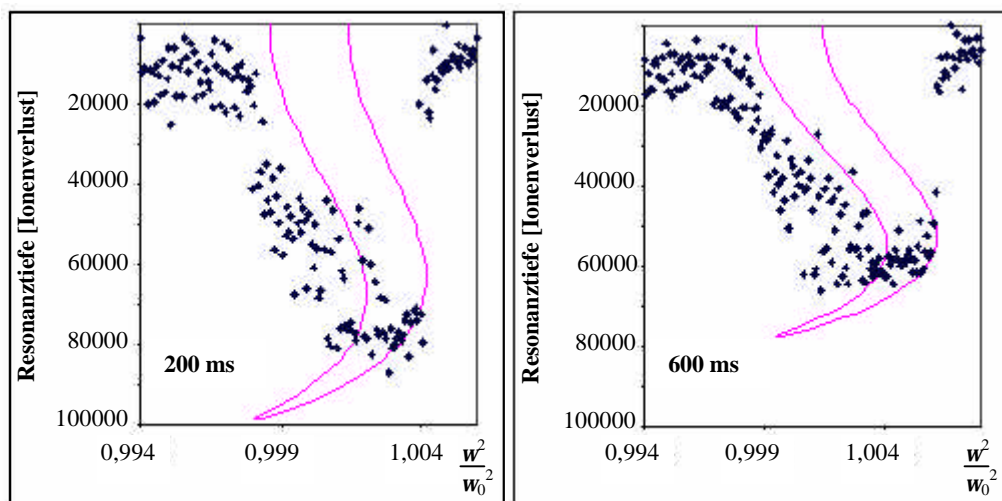 Resonanztiefe [Ionenverlust]
20000
40000
60000
80000
100000
200 ms
0,994
0,999
1,004
w²
w₀²
Resonanztiefe [Ionenverlust]
20000
40000
60000
80000
100000
600 ms
0,994
0,999
1,004
w²
w₀²